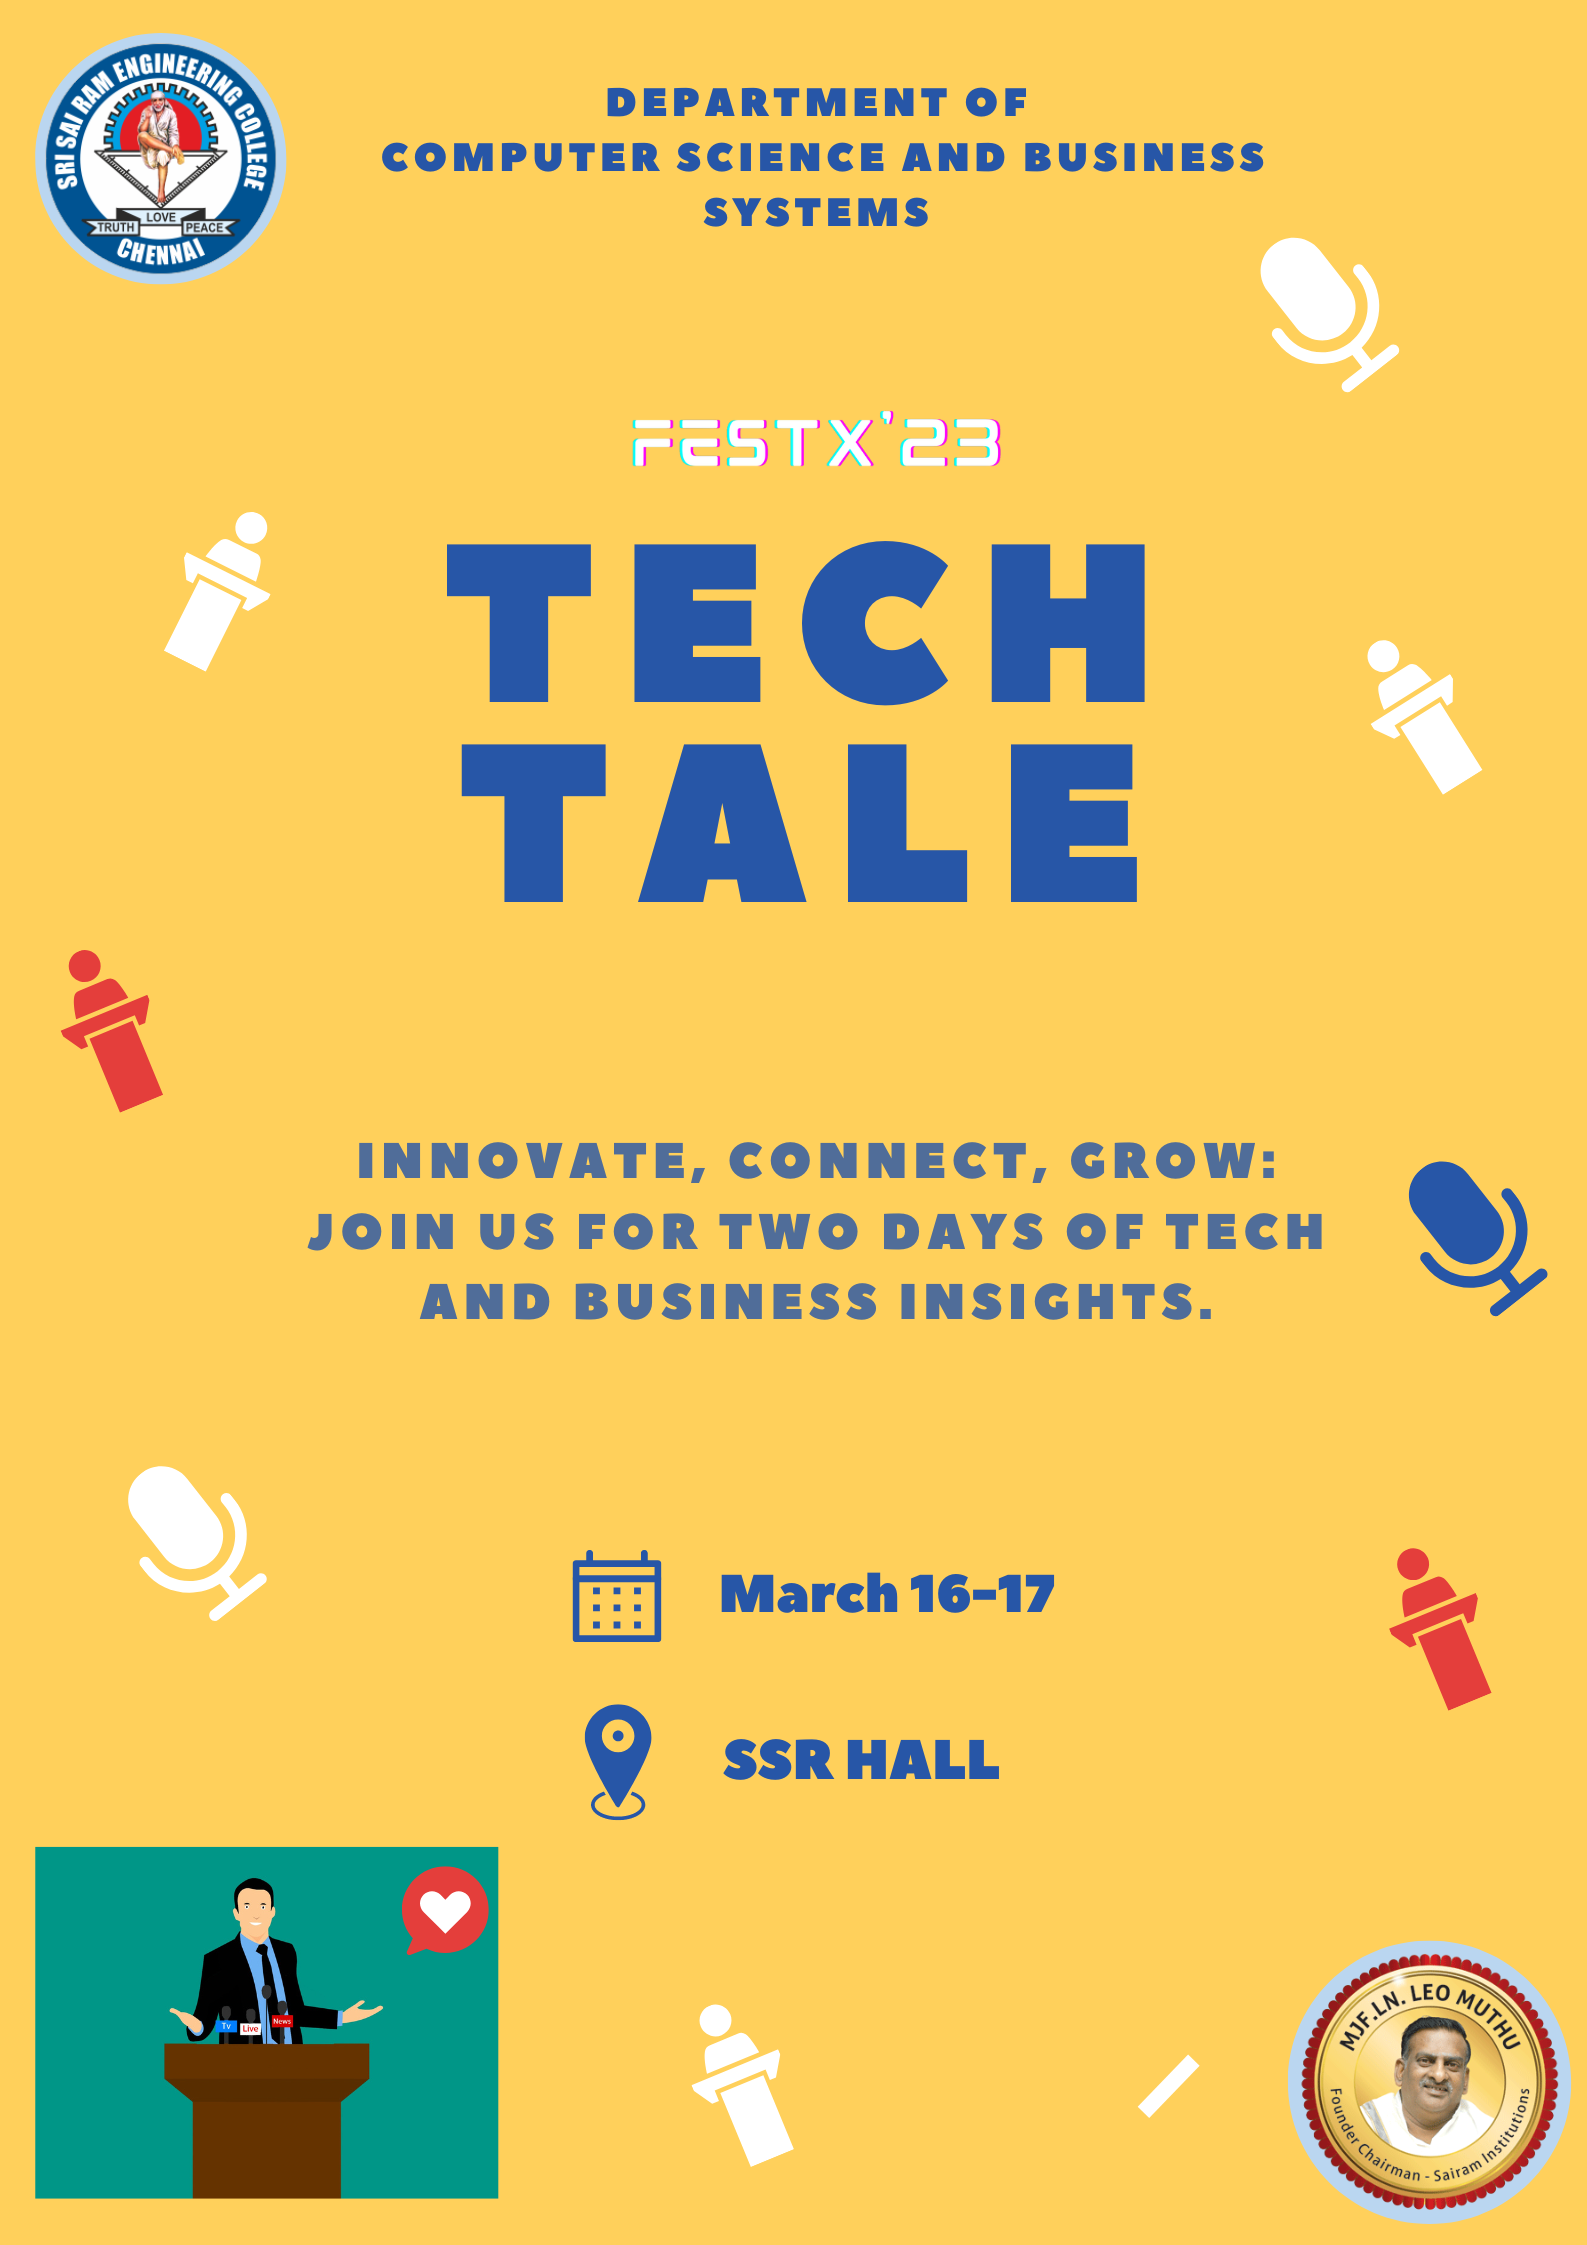 SRI SAI RAM ENGINEERING COLLEGE
LOVE
TRUTH PEACE
CHENNAI
DEPARTMENT OF
COMPUTER SCIENCE AND BUSINESS
SYSTEMS
FESTX'23
TECH
TALE
INNOVATE, CONNECT, GROW:
JOIN US FOR TWO DAYS OF TECH
AND BUSINESS INSIGHTS.
March 16-17
SSR HALL
Tv
Live
News
MJF.LN. LEO MUTHU
Founder Chairman - Sairam Institutions